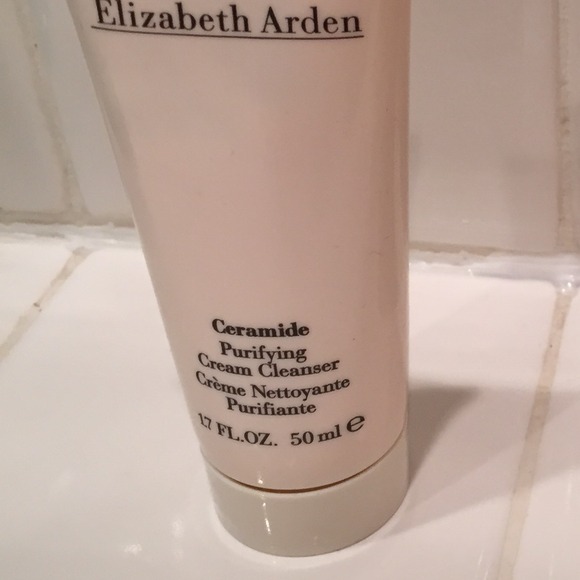 Elizabeth Arden
Ceramide
Purifying
Cream Cleanser
Crème Nettoyante
Purifiante
1.7 FL.OZ. 50 ml ℮